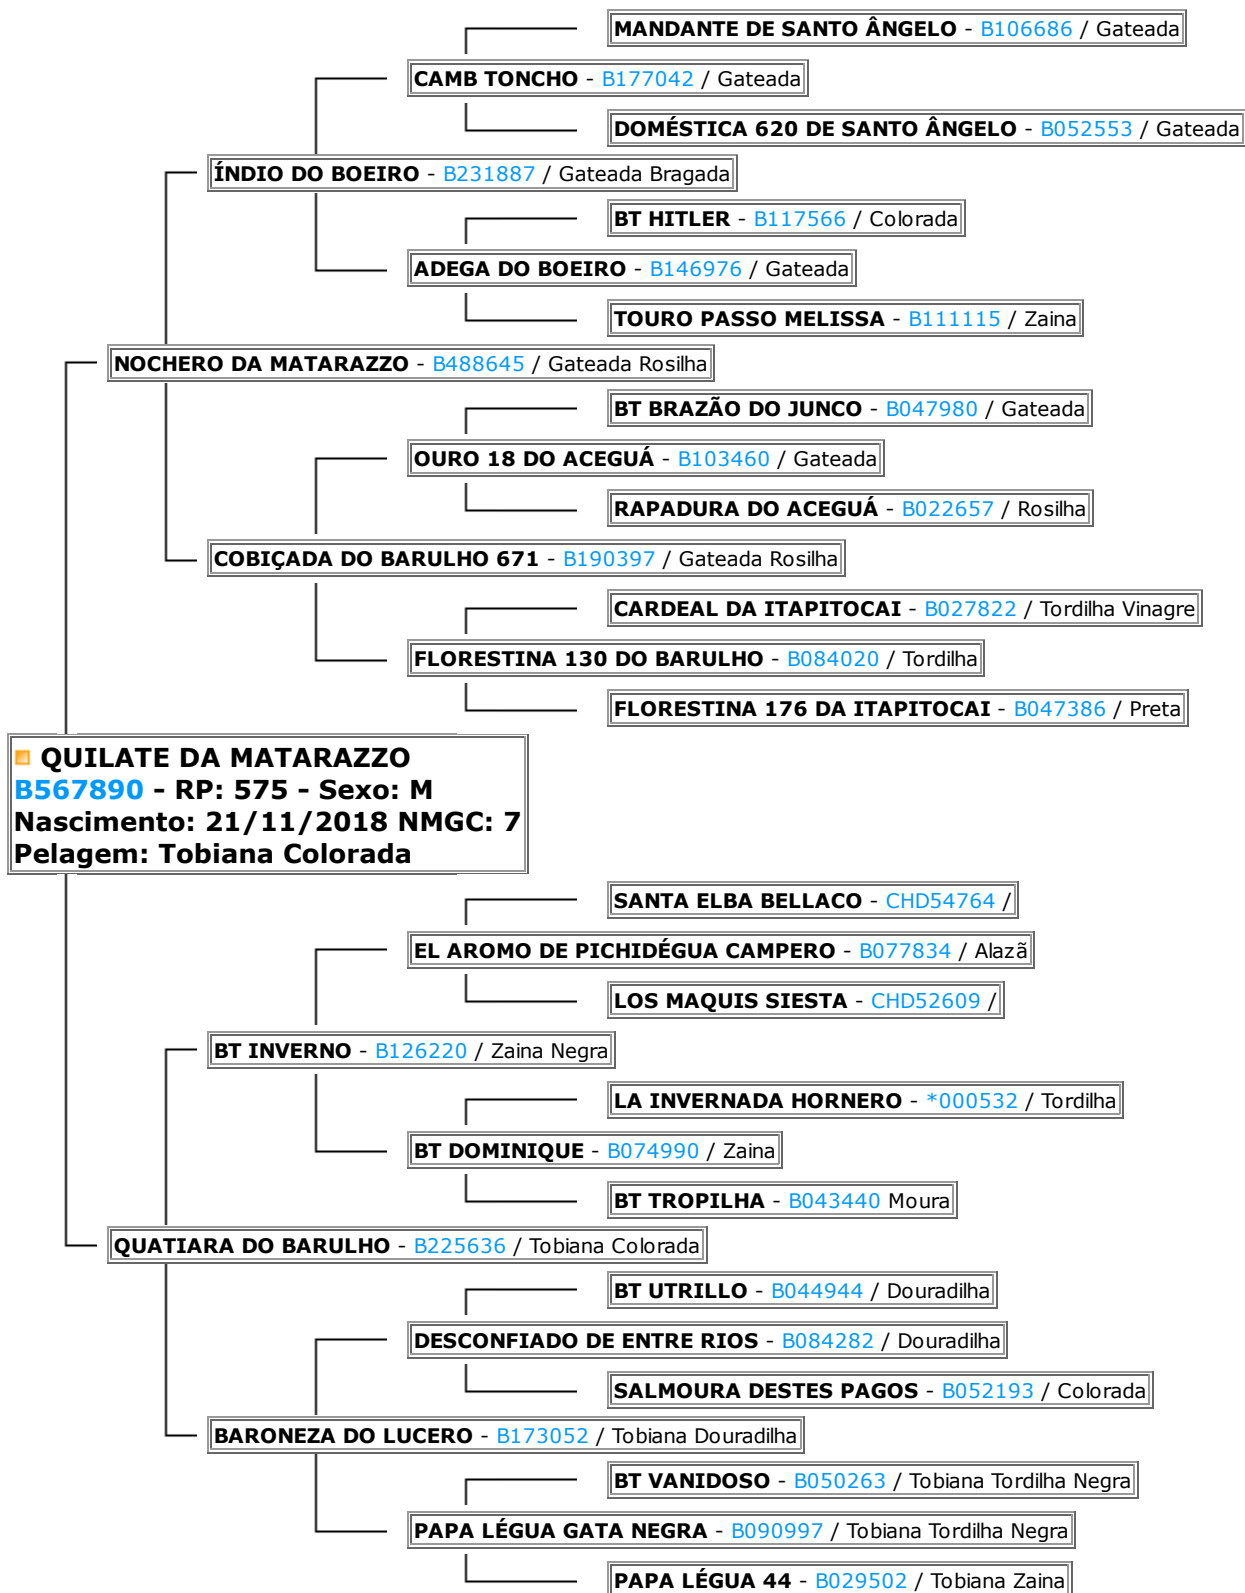 MANDANTE DE SANTO ÂNGELO - B106686 / Gateada
CAMB TONCHO - B177042 / Gateada
DOMÉSTICA 620 DE SANTO ÂNGELO - B052553 / Gateada
ÍNDIO DO BOEIRO - B231887 / Gateada Bragada
BT HITLER - B117566 / Colorada
ADEGA DO BOEIRO - B146976 / Gateada
TOURO PASSO MELISSA - B111115 / Zaina
NOCHERO DA MATARAZZO - B488645 / Gateada Rosilha
BT BRAZÃO DO JUNCO - B047980 / Gateada
OURO 18 DO ACEGUÁ - B103460 / Gateada
RAPADURA DO ACEGUÁ - B022657 / Rosilha
COBIÇADA DO BARULHO 671 - B190397 / Gateada Rosilha
CARDEAL DA ITAPITOCAI - B027822 / Tordilha Vinagre
FLORESTINA 130 DO BARULHO - B084020 / Tordilha
FLORESTINA 176 DA ITAPITOCAI - B047386 / Preta
QUILATE DA MATARAZZO
B567890 - RP: 575 - Sexo: M
Nascimento: 21/11/2018 NMGC: 7
Pelagem: Tobiana Colorada
SANTA ELBA BELLACO - CHD54764 /
EL AROMO DE PICHIDÉGUA CAMPERO - B077834 / Alazã
LOS MAQUIS SIESTA - CHD52609 /
BT INVERNO - B126220 / Zaina Negra
LA INVERNADA HORNERO - *000532 / Tordilha
BT DOMINIQUE - B074990 / Zaina
BT TROPILHA - B043440 Moura
QUATIARA DO BARULHO - B225636 / Tobiana Colorada
BT UTRILLO - B044944 / Douradilha
DESCONFIADO DE ENTRE RIOS - B084282 / Douradilha
SALMOURA DESTES PAGOS - B052193 / Colorada
BARONEZA DO LUCERO - B173052 / Tobiana Douradilha
BT VANIDOSO - B050263 / Tobiana Tordilha Negra
PAPA LÉGUA GATA NEGRA - B090997 / Tobiana Tordilha Negra
PAPA LÉGUA 44 - B029502 / Tobiana Zaina